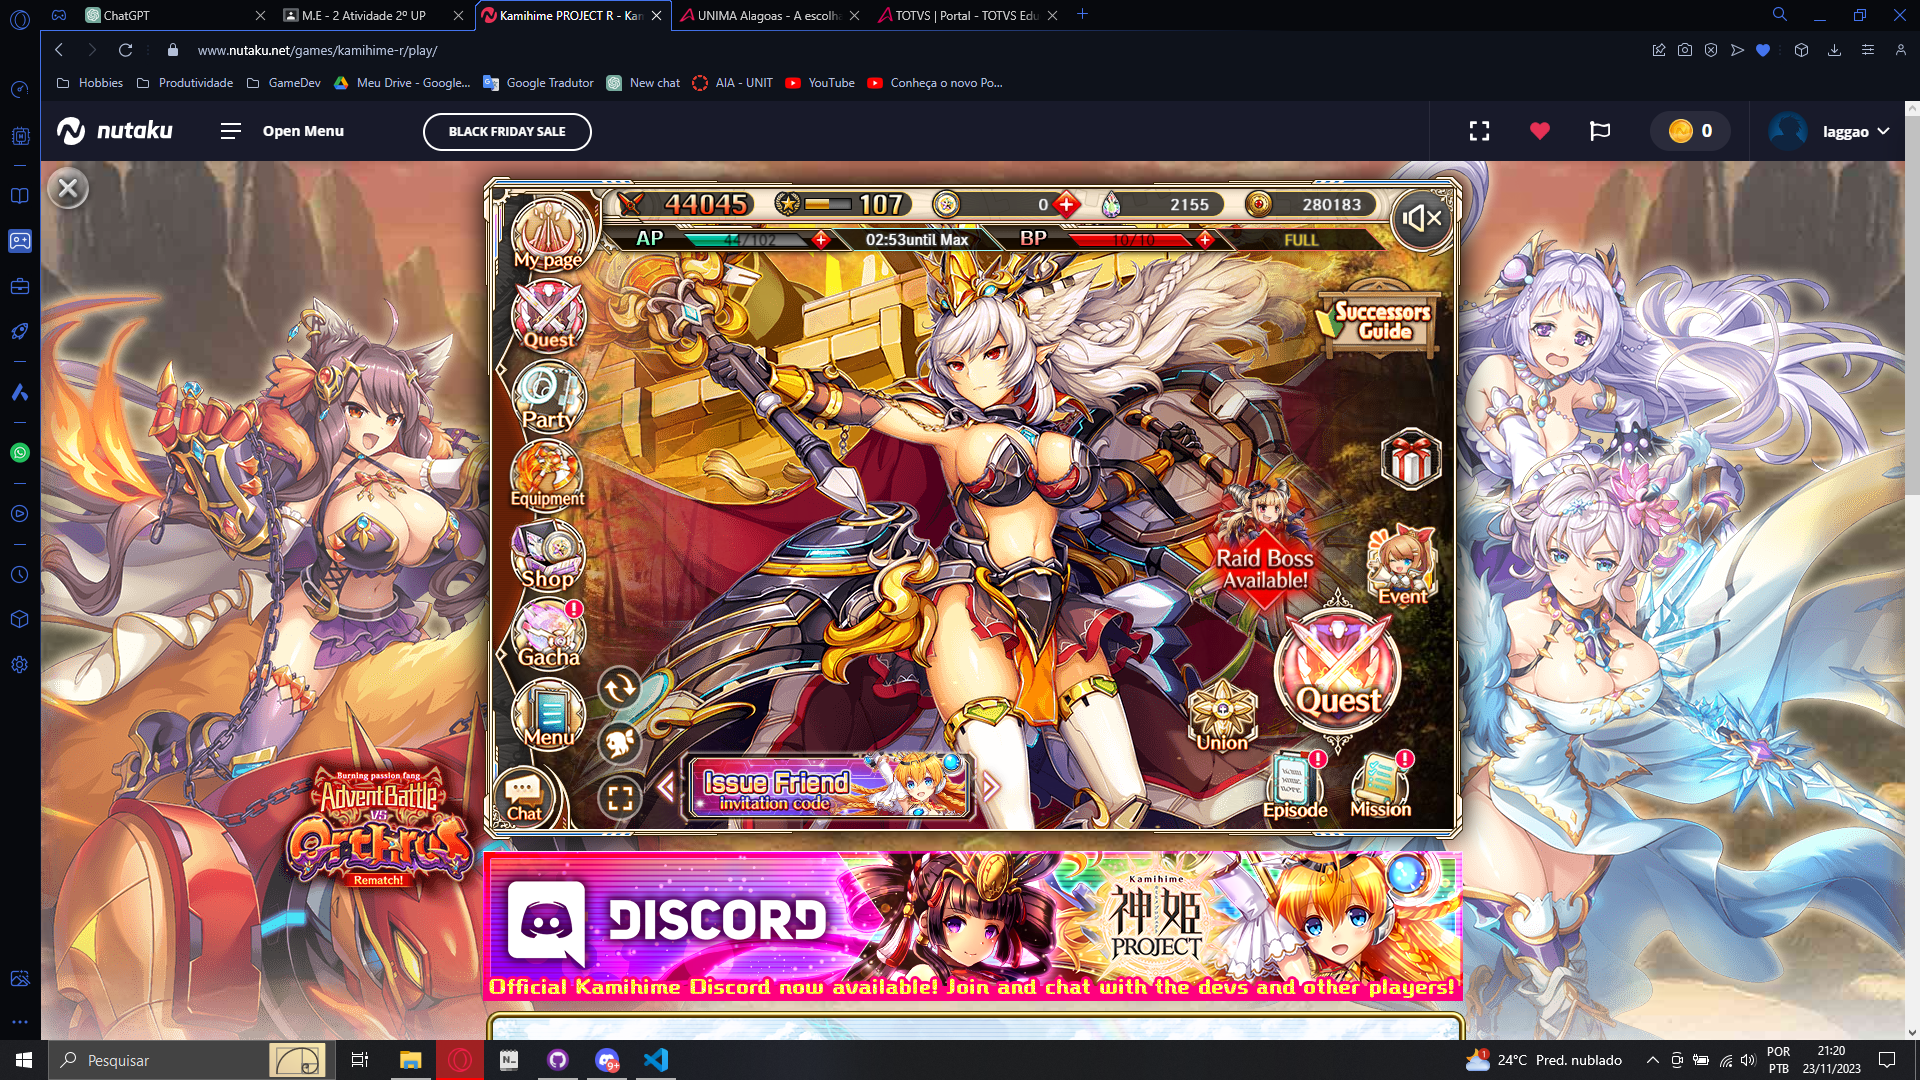 ChatGPT
M.E - 2 Atividade 2º UP
Kamihime PROJECT R - Kar
UNIMA Alagoas - A escolha
TOTVS | Portal - TOTVS Edu
www.nutaku.net/games/kamihime-r/play/
Hobbies
Produtividade
GameDev
Meu Drive - Google...
Google Tradutor
New chat
AIA - UNIT
YouTube
Conheça o novo Po...
nutaku
Open Menu
BLACK FRIDAY SALE
0
laggao
44045
107
0
2155
280183
AP
44/102
02:53until Max
BP
10/10
FULL
My page
Quest
Party
Equipment
Shop
Gacha
Menu
Chat
Successors
Guide
Raid Boss
Available!
Event
Quest
Union
Episode
Mission
Issue Friend
invitation code
Burning passion fang
Advent Battle
VS
Orthrus
Rematch!
DISCORD
Kamihime
神姫
PROJECT
Official Kamihime Discord now available! Join and chat with the devs and other players!
Pesquisar
9+
1
24°C Pred. nublado
POR
PTB
21:20
23/11/2023